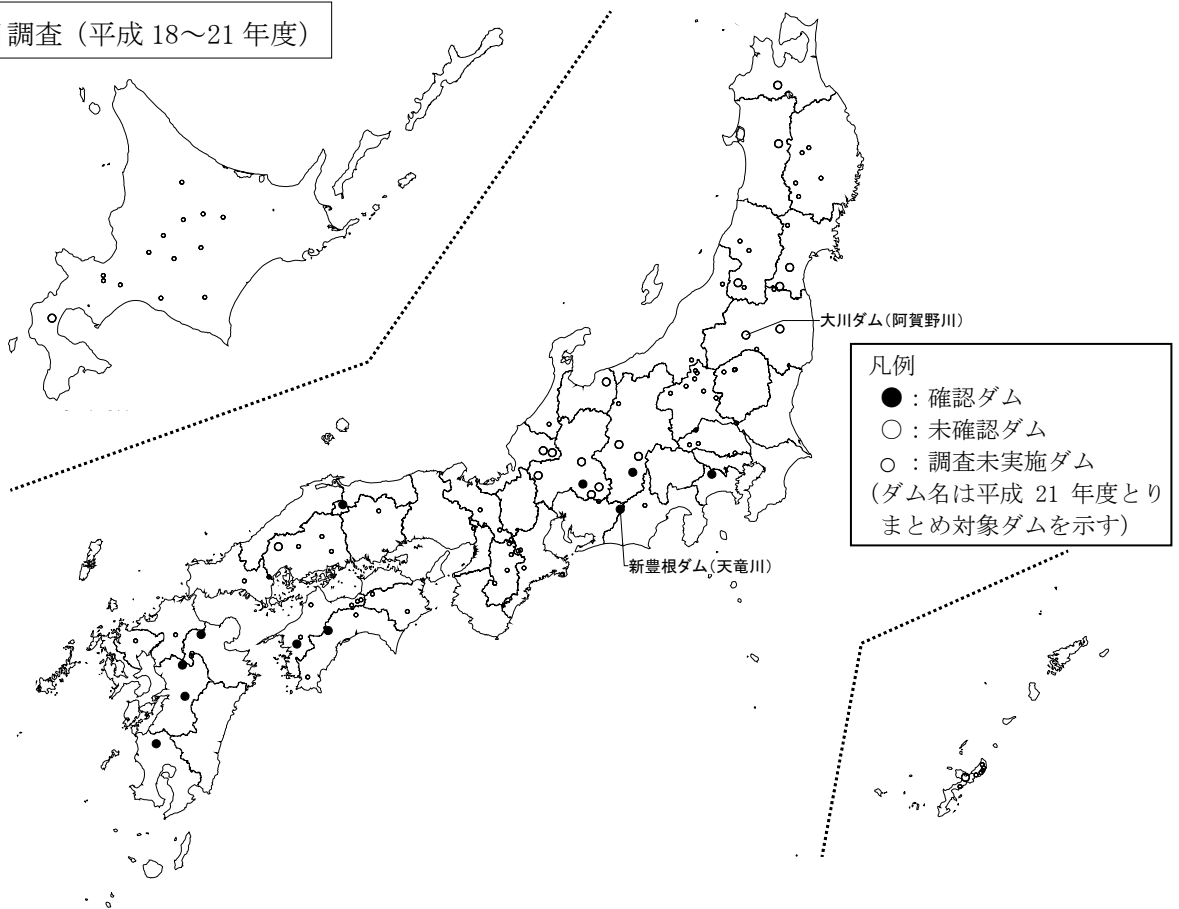 調査（平成 18～21 年度）
大川ダム（阿賀野川）
凡例
●：確認ダム
○：未確認ダム
○：調査未実施ダム
（ダム名は平成 21 年度とり
まとめ対象ダムを示す）
新豊根ダム（天竜川）